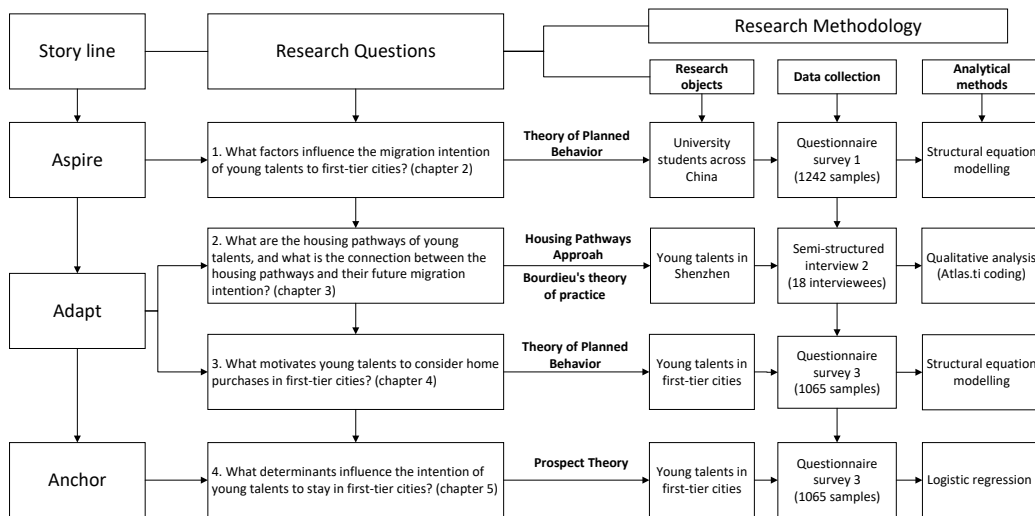 Story line
Research Questions
Research Methodology
Research
objects
Data collection
Analytical
methods
Aspire
1. What factors influence the migration intention
of young talents to first-tier cities? (chapter 2)
Theory of Planned
Behavior
University
students across
China
Questionnaire
survey 1
(1242 samples)
Structural equation
modelling
Adapt
2. What are the housing pathways of young
talents, and what is the connection between the
housing pathways and their future migration
intention? (chapter 3)
Housing Pathways
Approah
Bourdieu's theory
of practice
Young talents in
Shenzhen
Semi-structured
interview 2
(18 interviewees)
Qualitative analysis
(Atlas.ti coding)
3. What motivates young talents to consider home
purchases in first-tier cities? (chapter 4)
Theory of Planned
Behavior
Young talents in
first-tier cities
Questionnaire
survey 3
(1065 samples)
Structural equation
modelling
Anchor
4. What determinants influence the intention of
young talents to stay in first-tier cities? (chapter 5)
Prospect Theory
Young talents in
first-tier cities
Questionnaire
survey 3
(1065 samples)
Logistic regression